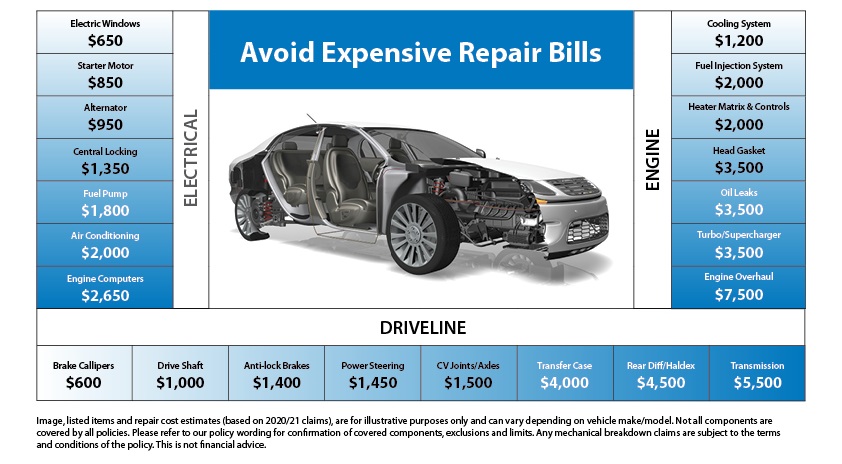 Avoid Expensive Repair Bills
ELECTRICAL
Electric Windows
$650
Starter Motor
$850
Alternator
$950
Central Locking
$1,350
Fuel Pump
$1,800
Air Conditioning
$2,000
Engine Computers
$2,650
ENGINE
Cooling System
$1,200
Fuel Injection System
$2,000
Heater Matrix & Controls
$2,000
Head Gasket
$3,500
Oil Leaks
$3,500
Turbo/Supercharger
$3,500
Engine Overhaul
$7,500
DRIVELINE
Brake Callipers
$600
Drive Shaft
$1,000
Anti-lock Brakes
$1,400
Power Steering
$1,450
CV Joints/Axles
$1,500
Transfer Case
$4,000
Rear Diff/Haldex
$4,500
Transmission
$5,500
Image, listed items and repair cost estimates (based on 2020/21 claims), are for illustrative purposes only and can vary depending on vehicle make/model. Not all components are
covered by all policies. Please refer to our policy wording for confirmation of covered components, exclusions and limits. Any mechanical breakdown claims are subject to the terms
and conditions of the policy. This is not financial advice.